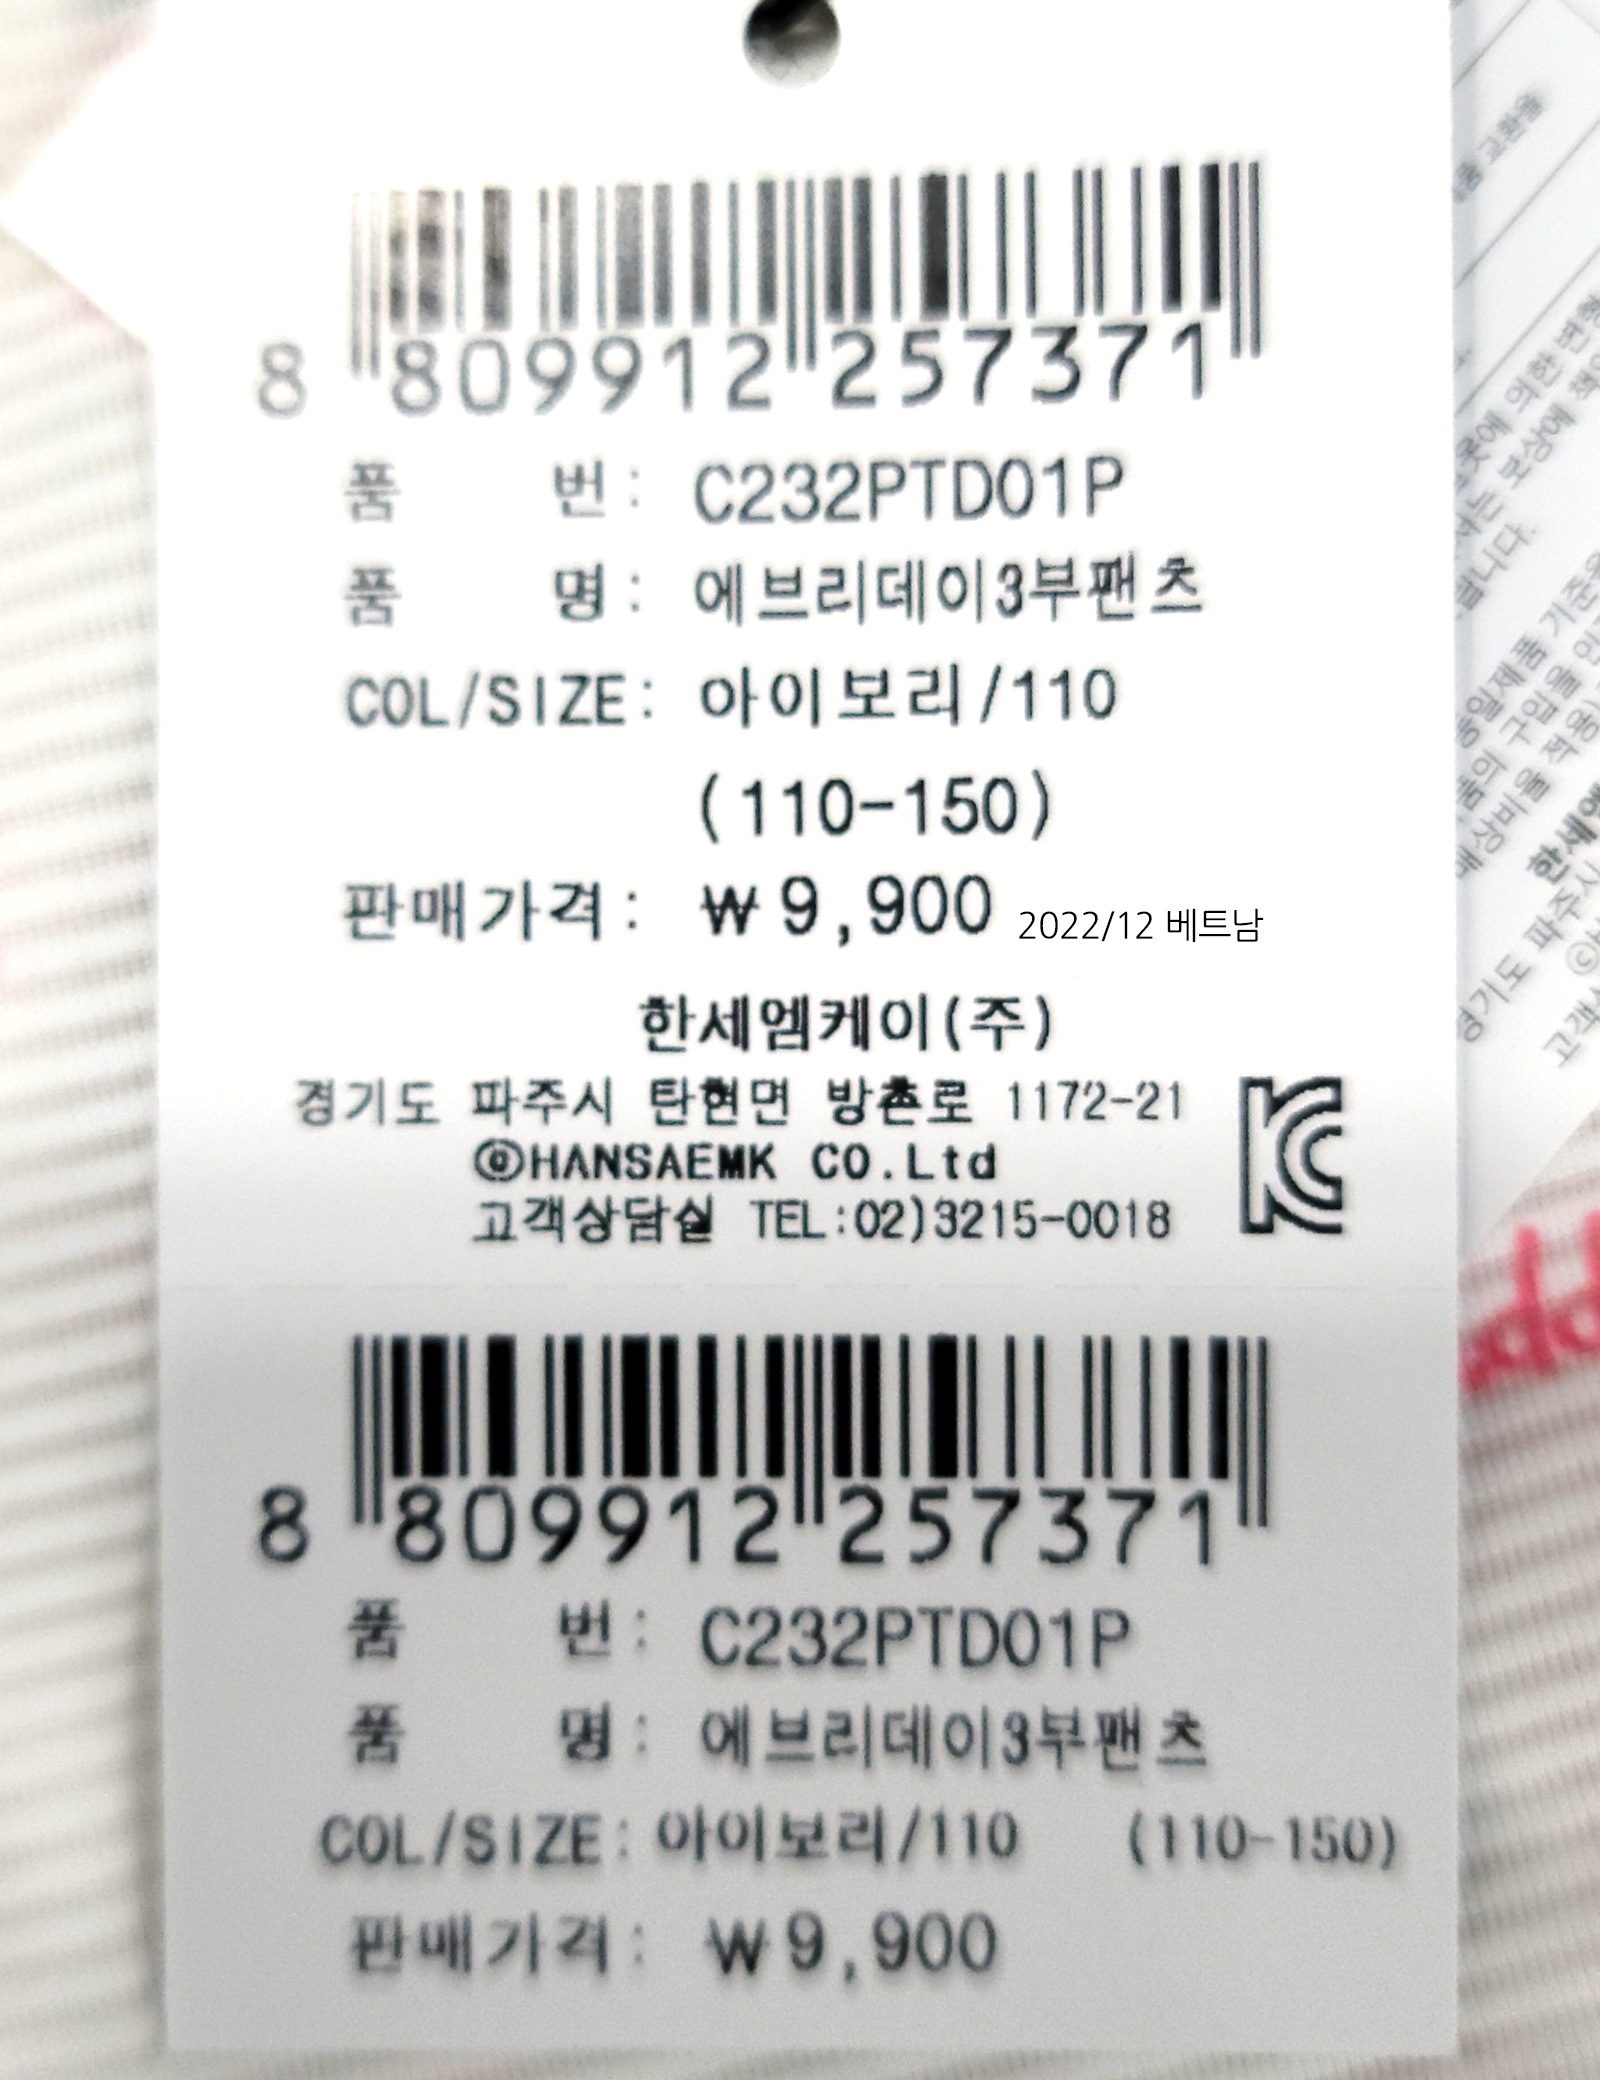 8 809912 257371
품 번: C232PTD01P
품 명: 에브리데이3부팬츠
COL/SIZE: 아이보리/110
(110-150)
판매가격: ₩9,900 2022/12 베트남
한세엠케이(주)
경기도 파주시 탄현면 방촌로 1172-21
©HANSAEMK CO.Ltd
고객상담실 TEL:02)3215-0018
8 809912 257371
품 번: C232PTD01P
품 명: 에브리데이3부팬츠
COL/SIZE: 아이보리/110 (110-150)
판매가격: ₩9,900